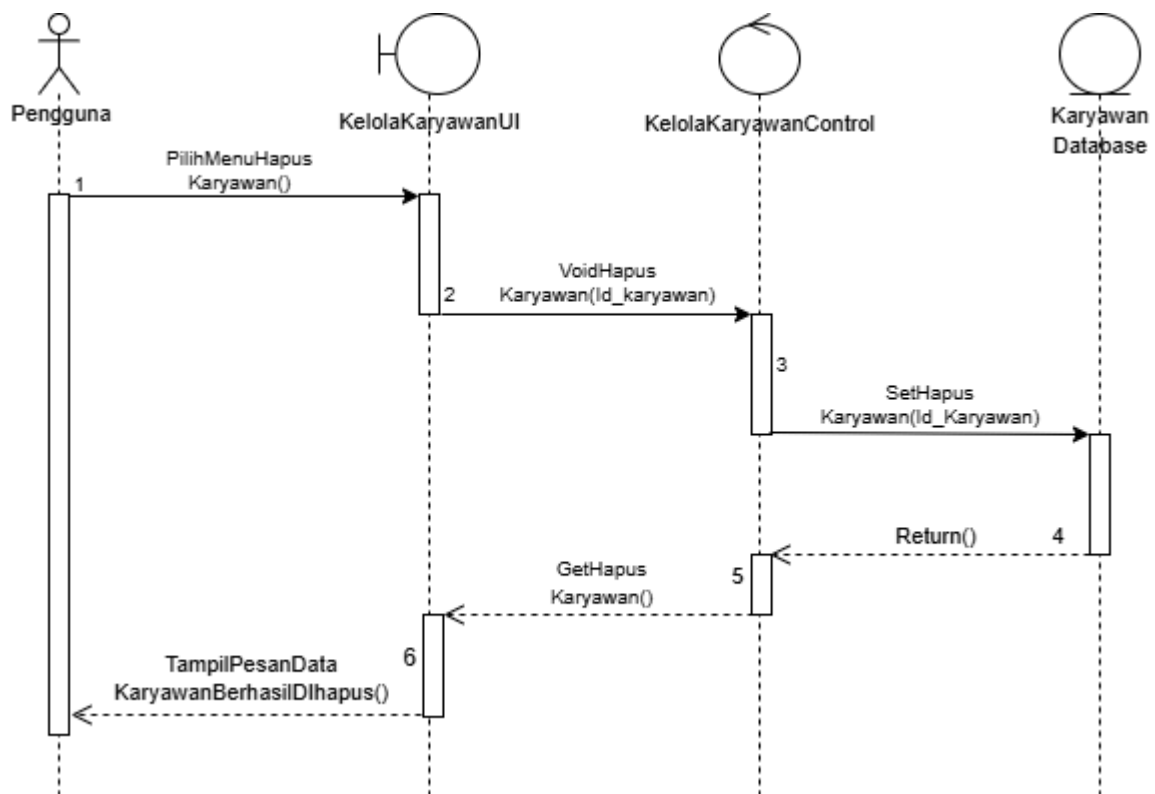 Pengguna
KelolaKaryawanUI
KelolaKaryawanControl
Karyawan
Database
PilihMenuHapus
Karyawan()
1
VoidHapus
Karyawan(Id_karyawan)
2
3
SetHapus
Karyawan(Id_Karyawan)
Return()
4
GetHapus
Karyawan()
5
6
TampilPesanData
KaryawanBerhasilDIhapus()